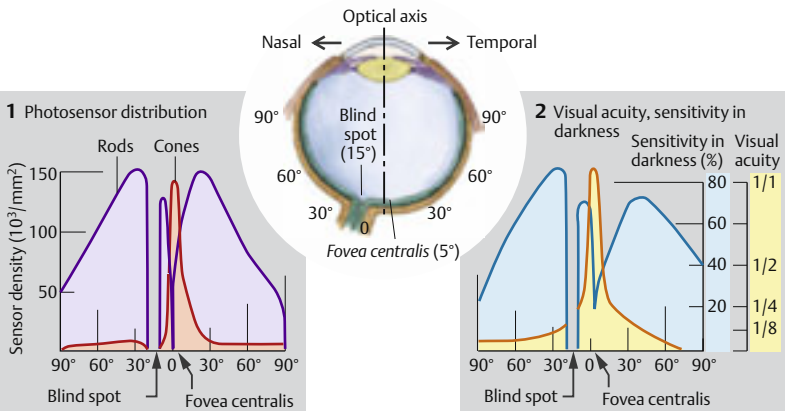 Optical axis
Nasal
Temporal
90°
Blind
spot
(15°)
90°
60°
60°
30°
0
30°
Fovea centralis (5°)
1 Photosensor distribution
Rods
Cones
Sensor density (10³/mm²)
150
100
50
90°
60°
30°
0
30°
60°
90°
Blind spot
Fovea centralis
2 Visual acuity, sensitivity in
darkness
Sensitivity in
darkness (%)
Visual
acuity
80
60
40
20
1/1
1/2
1/4
1/8
90°
60°
30°
0
30°
60°
90°
Blind spot
Fovea centralis